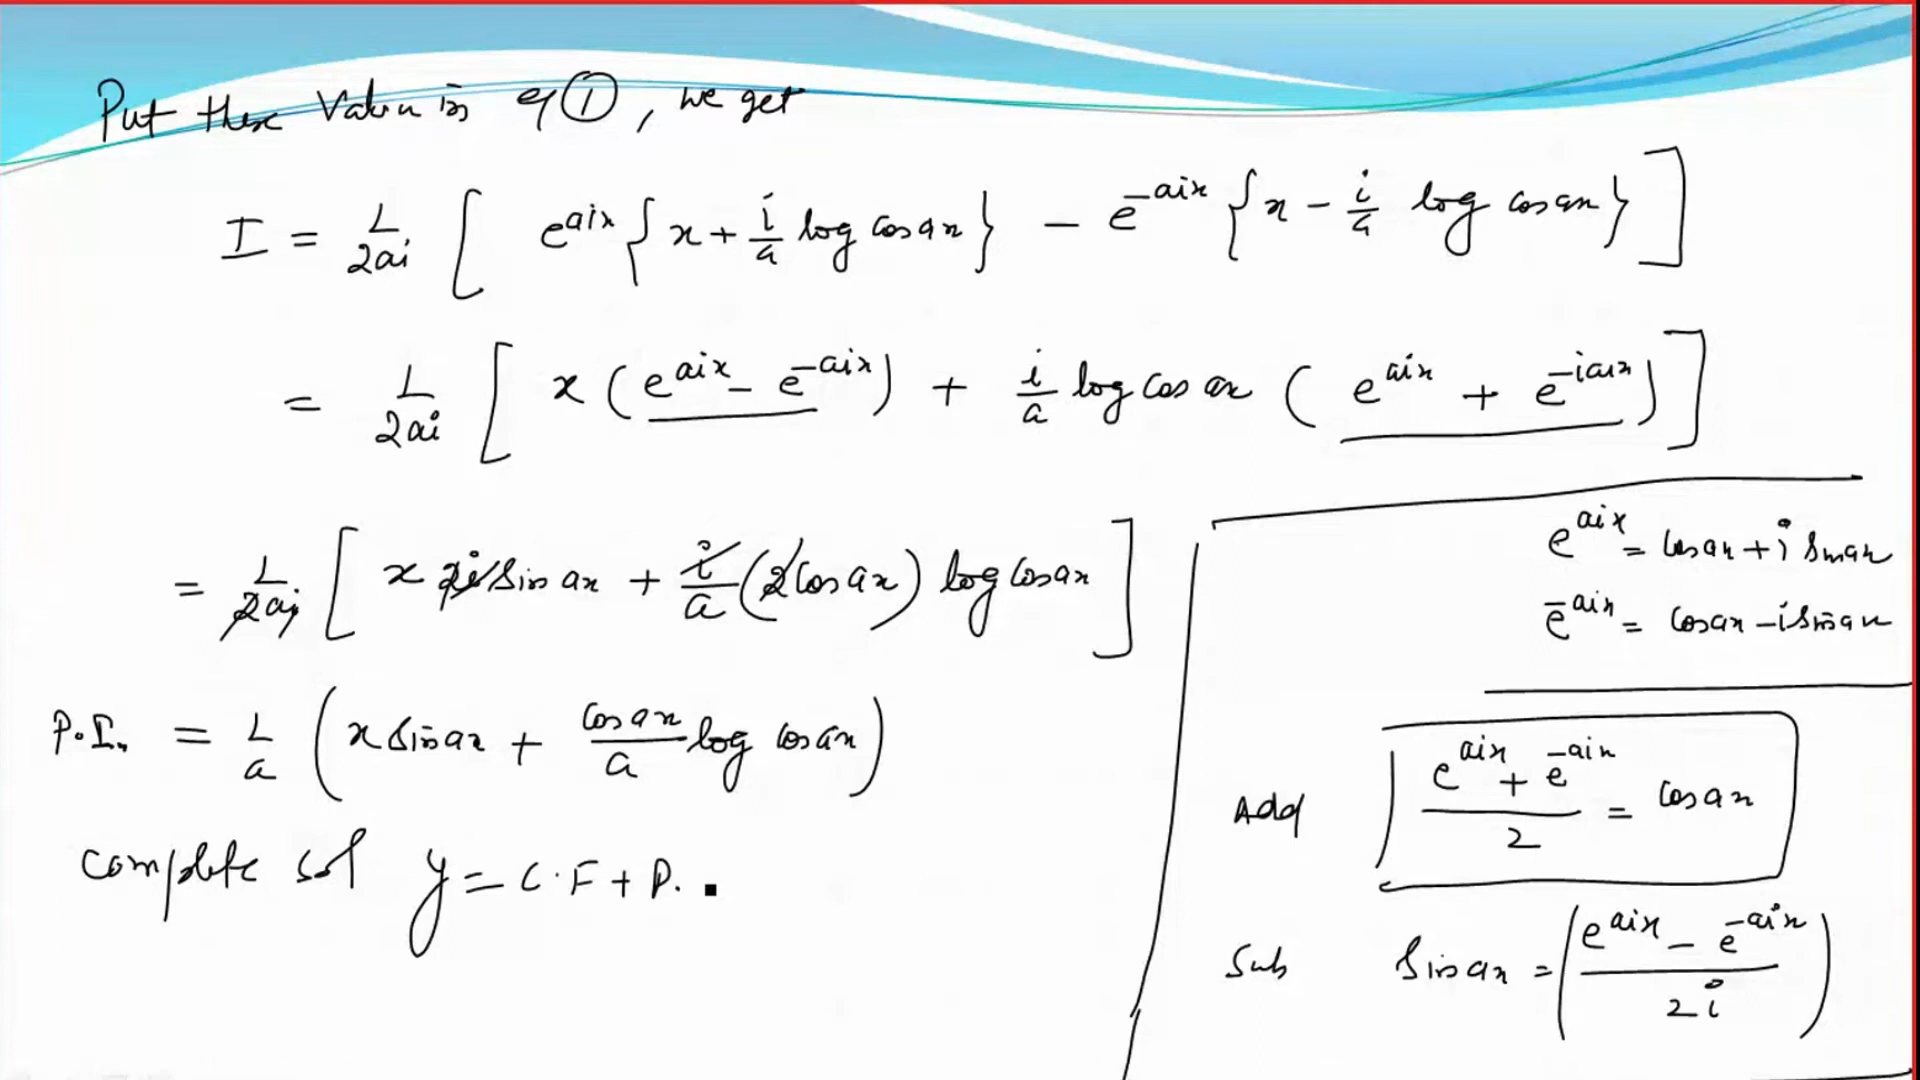 Put these Value in eq ①, we get
I = 1/2ai [ e^{aix} { x + i/a log cos ax } - e^{-aix} { x - i/a log cos ax } ]
= 1/2ai [ x ( e^{aix} - e^{-aix} ) + i/a log cos ax ( e^{aix} + e^{-iax} ) ]
= 1/2ai [ x 2i sin ax + i/a (2 cos ax) log cos ax ]
P.I. = 1/a ( x sin ax + cos ax/a log cos ax )
complete sol y = C.F + P.
e^{aix} = cos ax + i sin ax
e^{-aix} = cos ax - i sin ax
Add (e^{aix} + e^{-aix})/2 = cos ax
Sub sin ax = ( (e^{aix} - e^{-aix})/2i )